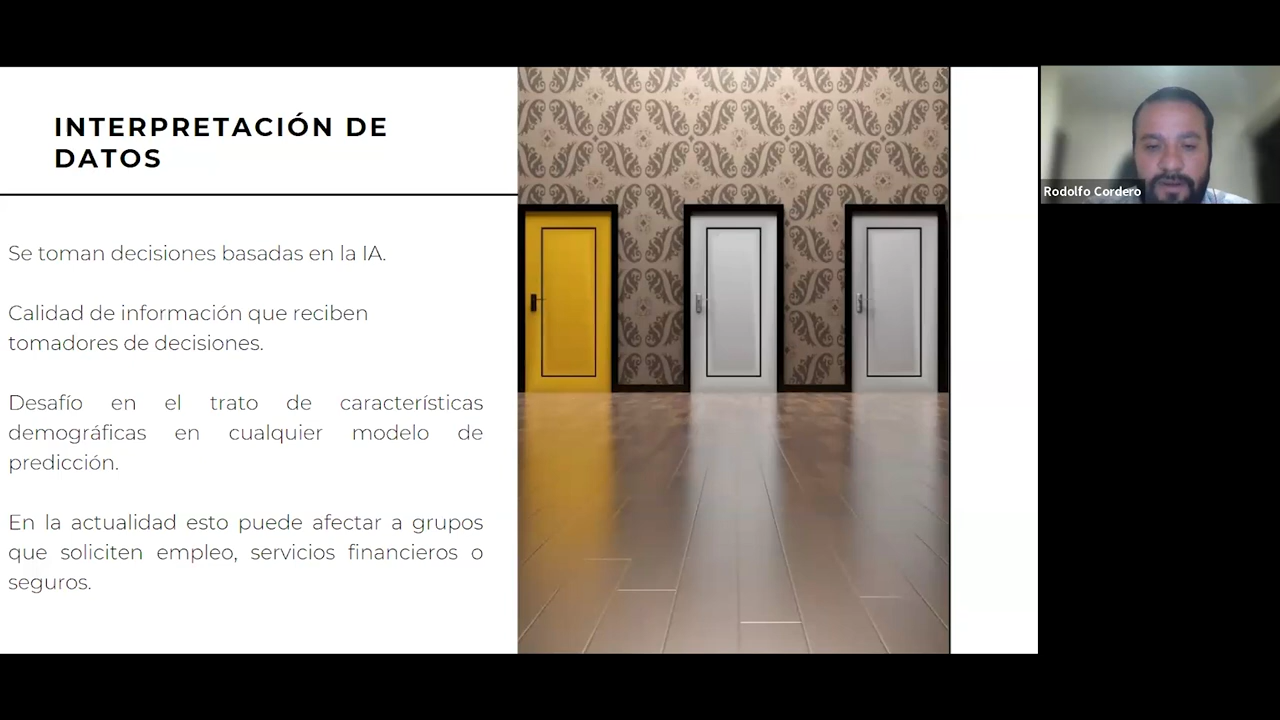 INTERPRETACIÓN DE
DATOS
Se toman decisiones basadas en la IA.
Calidad de información que reciben
tomadores de decisiones.
Desafío en el trato de características
demográficas en cualquier modelo de
predicción.
En la actualidad esto puede afectar a grupos
que soliciten empleo, servicios financieros o
seguros.
Rodolfo Cordero